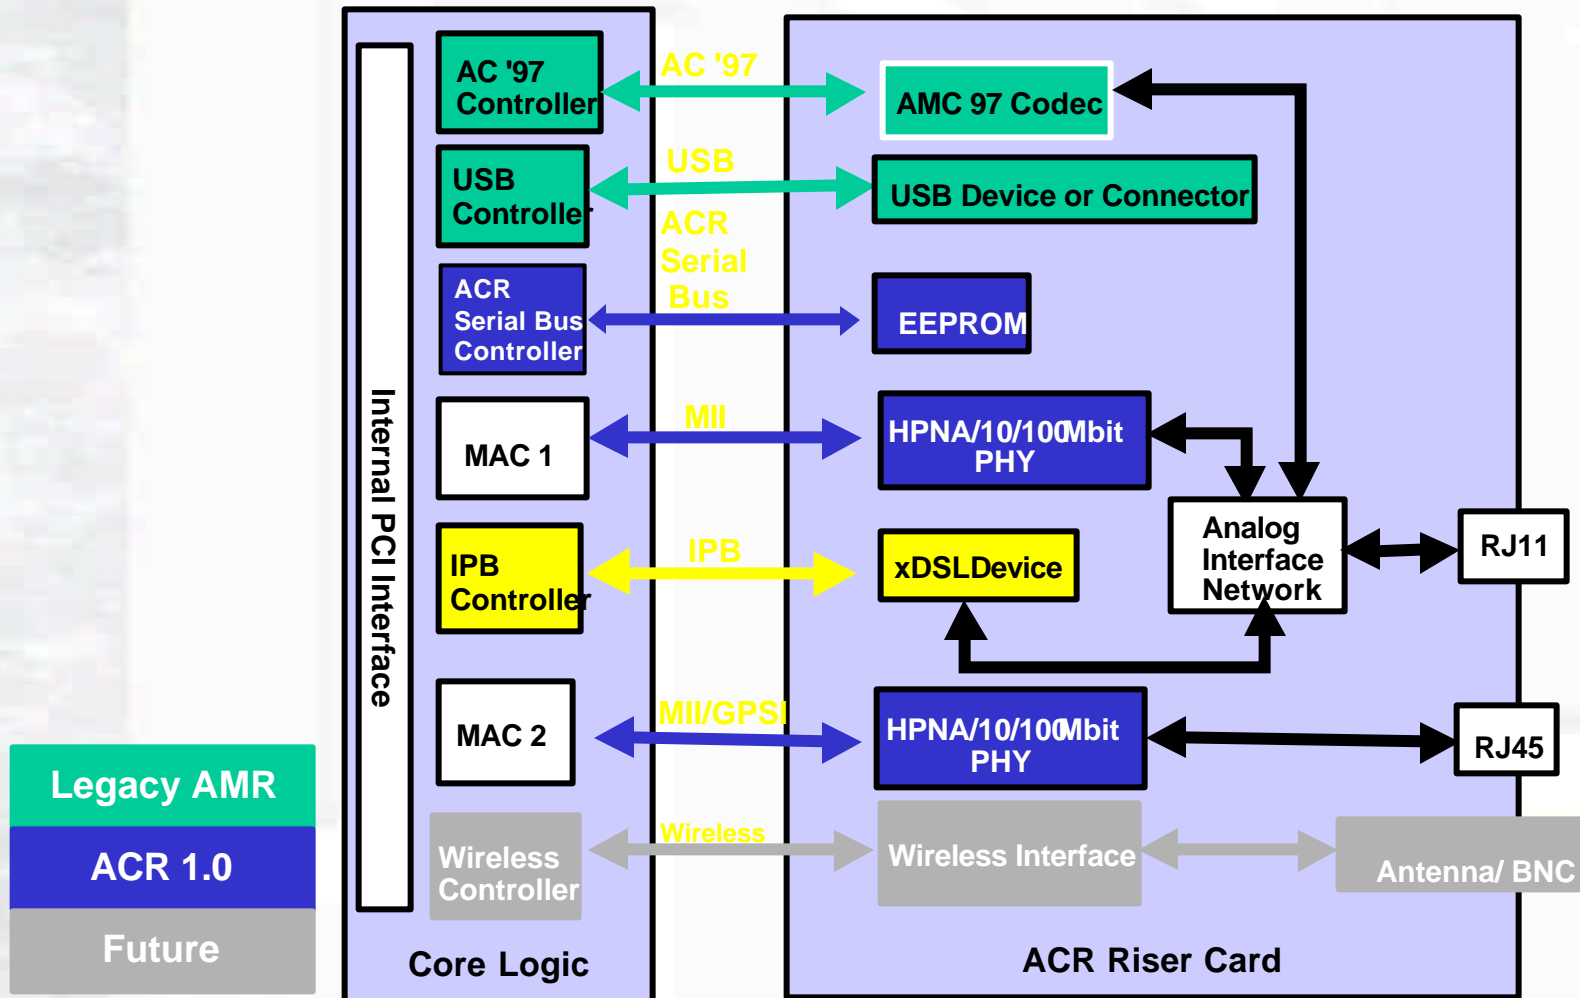 AC '97
Controller
AC '97
AMC 97 Codec
USB
Controller
USB
USB Device or Connector
ACR
Serial Bus
Controller
ACR
Serial
Bus
EEPROM
Internal PCI Interface
MAC 1
MII
HPNA/10/100Mbit
PHY
Analog
Interface
Network
RJ11
IPB
Controller
IPB
xDSLDevice
MAC 2
MII/GPSI
HPNA/10/100Mbit
PHY
RJ45
Wireless
Controller
Wireless
Wireless Interface
Antenna/ BNC
Legacy AMR
ACR 1.0
Future
Core Logic
ACR Riser Card